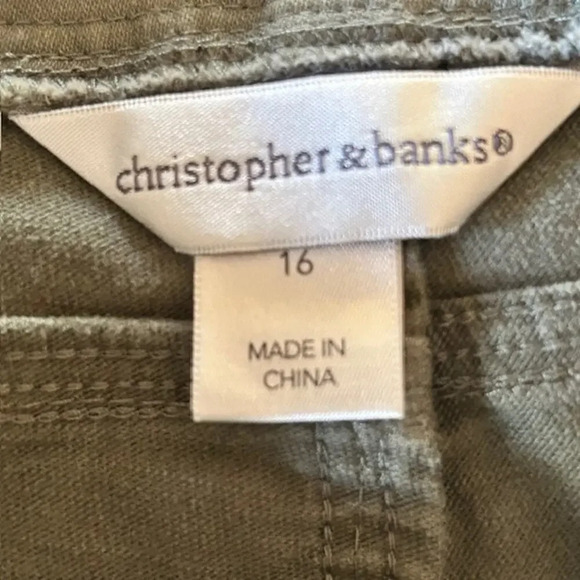 christopher & banks®
16
MADE IN
CHINA